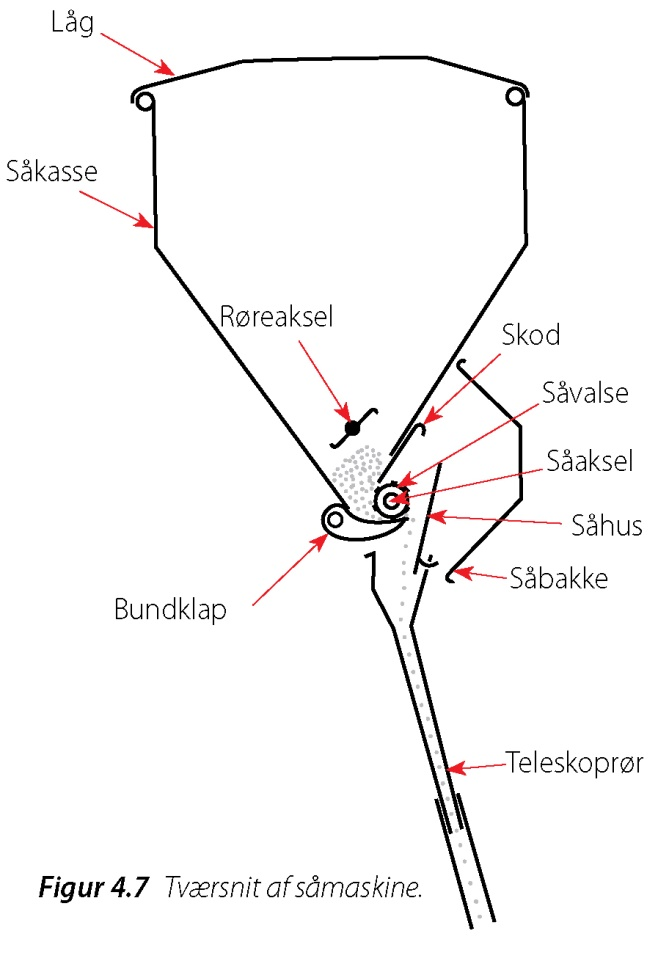 Låg
Såkasse
Røreaksel
Skod
Såvalse
Såaksel
Såhus
Såbakke
Bundklap
Teleskoprør
Figur 4.7 Tværsnit af såmaskine.